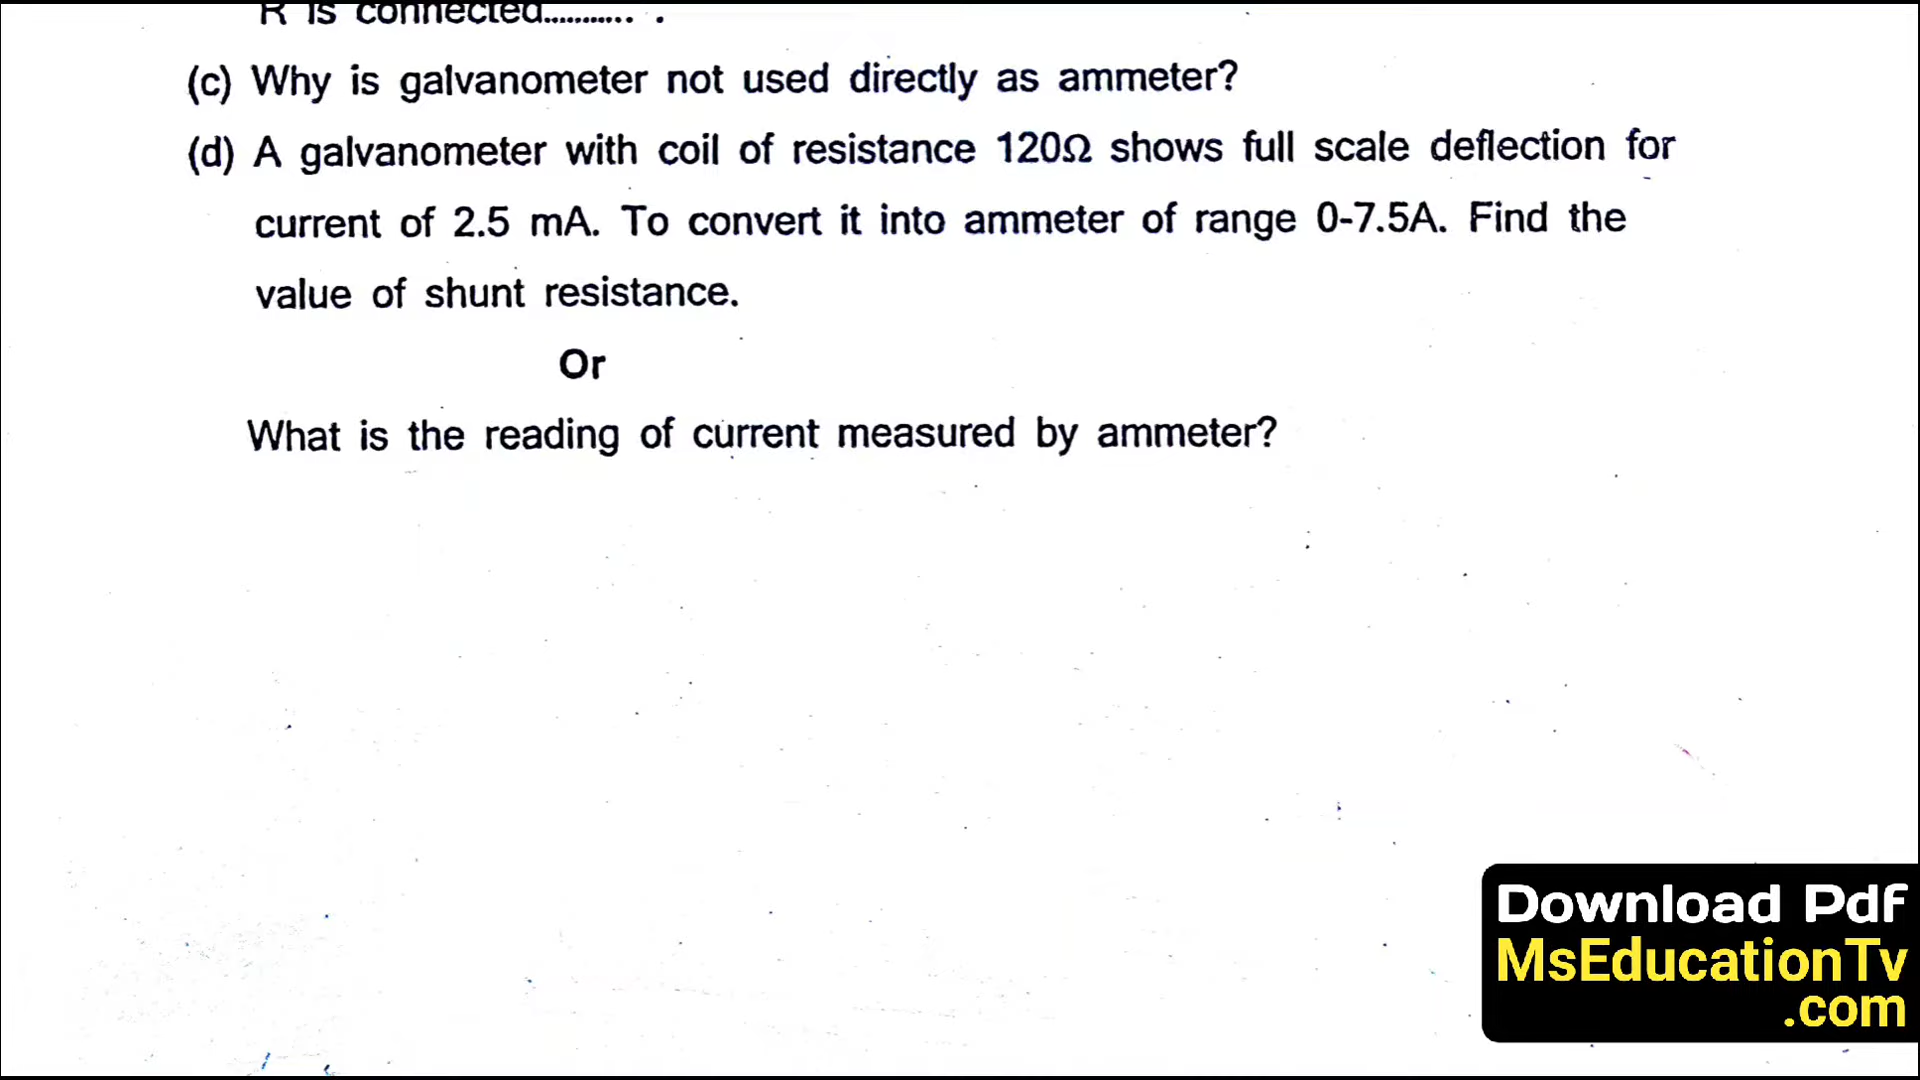 R is connected........... .
(c) Why is galvanometer not used directly as ammeter?
(d) A galvanometer with coil of resistance 120Ω shows full scale deflection for
current of 2.5 mA. To convert it into ammeter of range 0-7.5A. Find the
value of shunt resistance.
Or
What is the reading of current measured by ammeter?
Download Pdf
MsEducationTv
.com